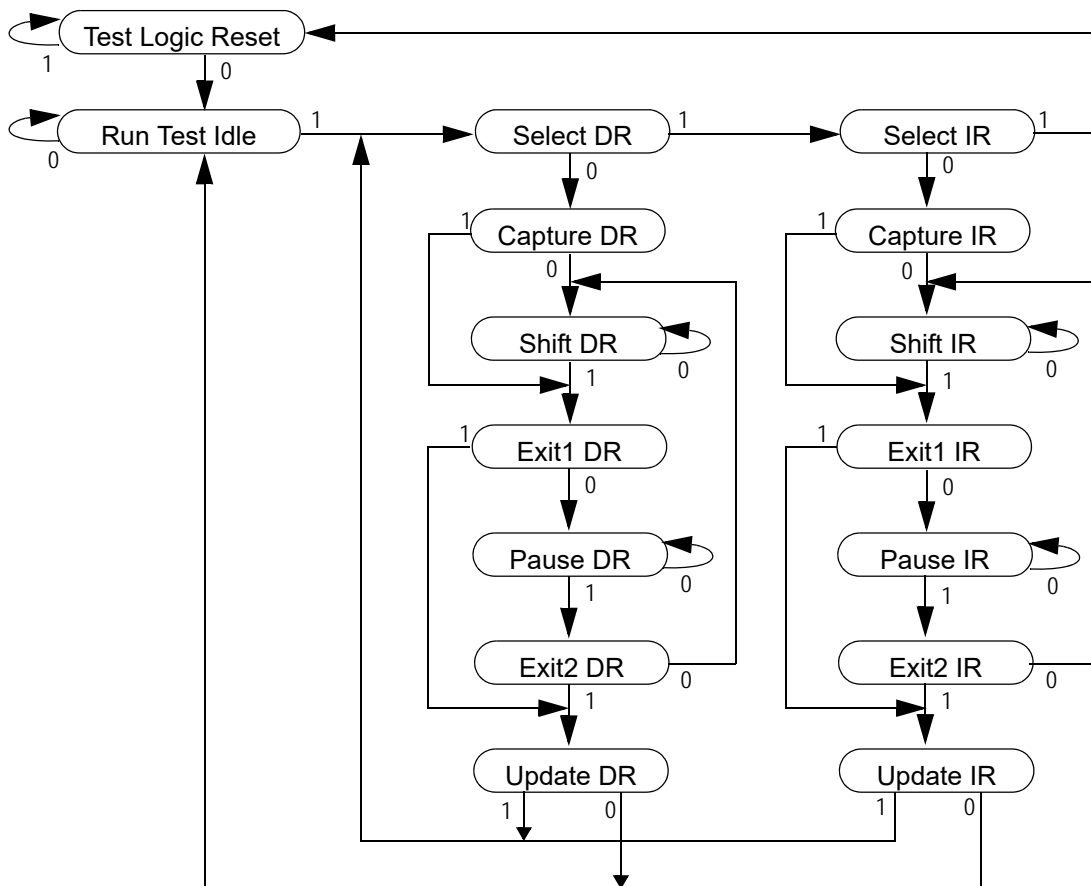 Test Logic Reset
1
0
Run Test Idle
0
1
Select DR
1
0
Select IR
1
0
1
Capture DR
0
1
Capture IR
0
Shift DR
0
1
Shift IR
0
1
1
Exit1 DR
0
1
Exit1 IR
0
Pause DR
0
1
Pause IR
0
1
Exit2 DR
0
1
Exit2 IR
0
1
Update DR
1
0
Update IR
1
0